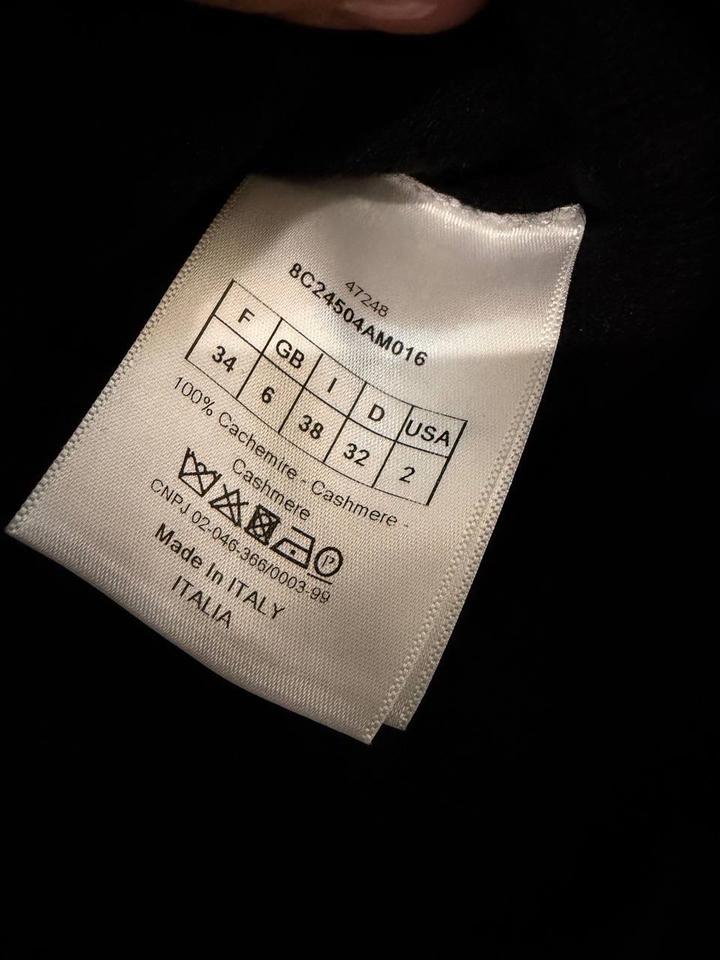 47248
8C24504AM016
F GB I D USA
34 6 38 32 2
100% Cachemire - Cashmere -
Cashmere
P
CNPJ 02-046-366/0003-99
Made In ITALY
ITALIA